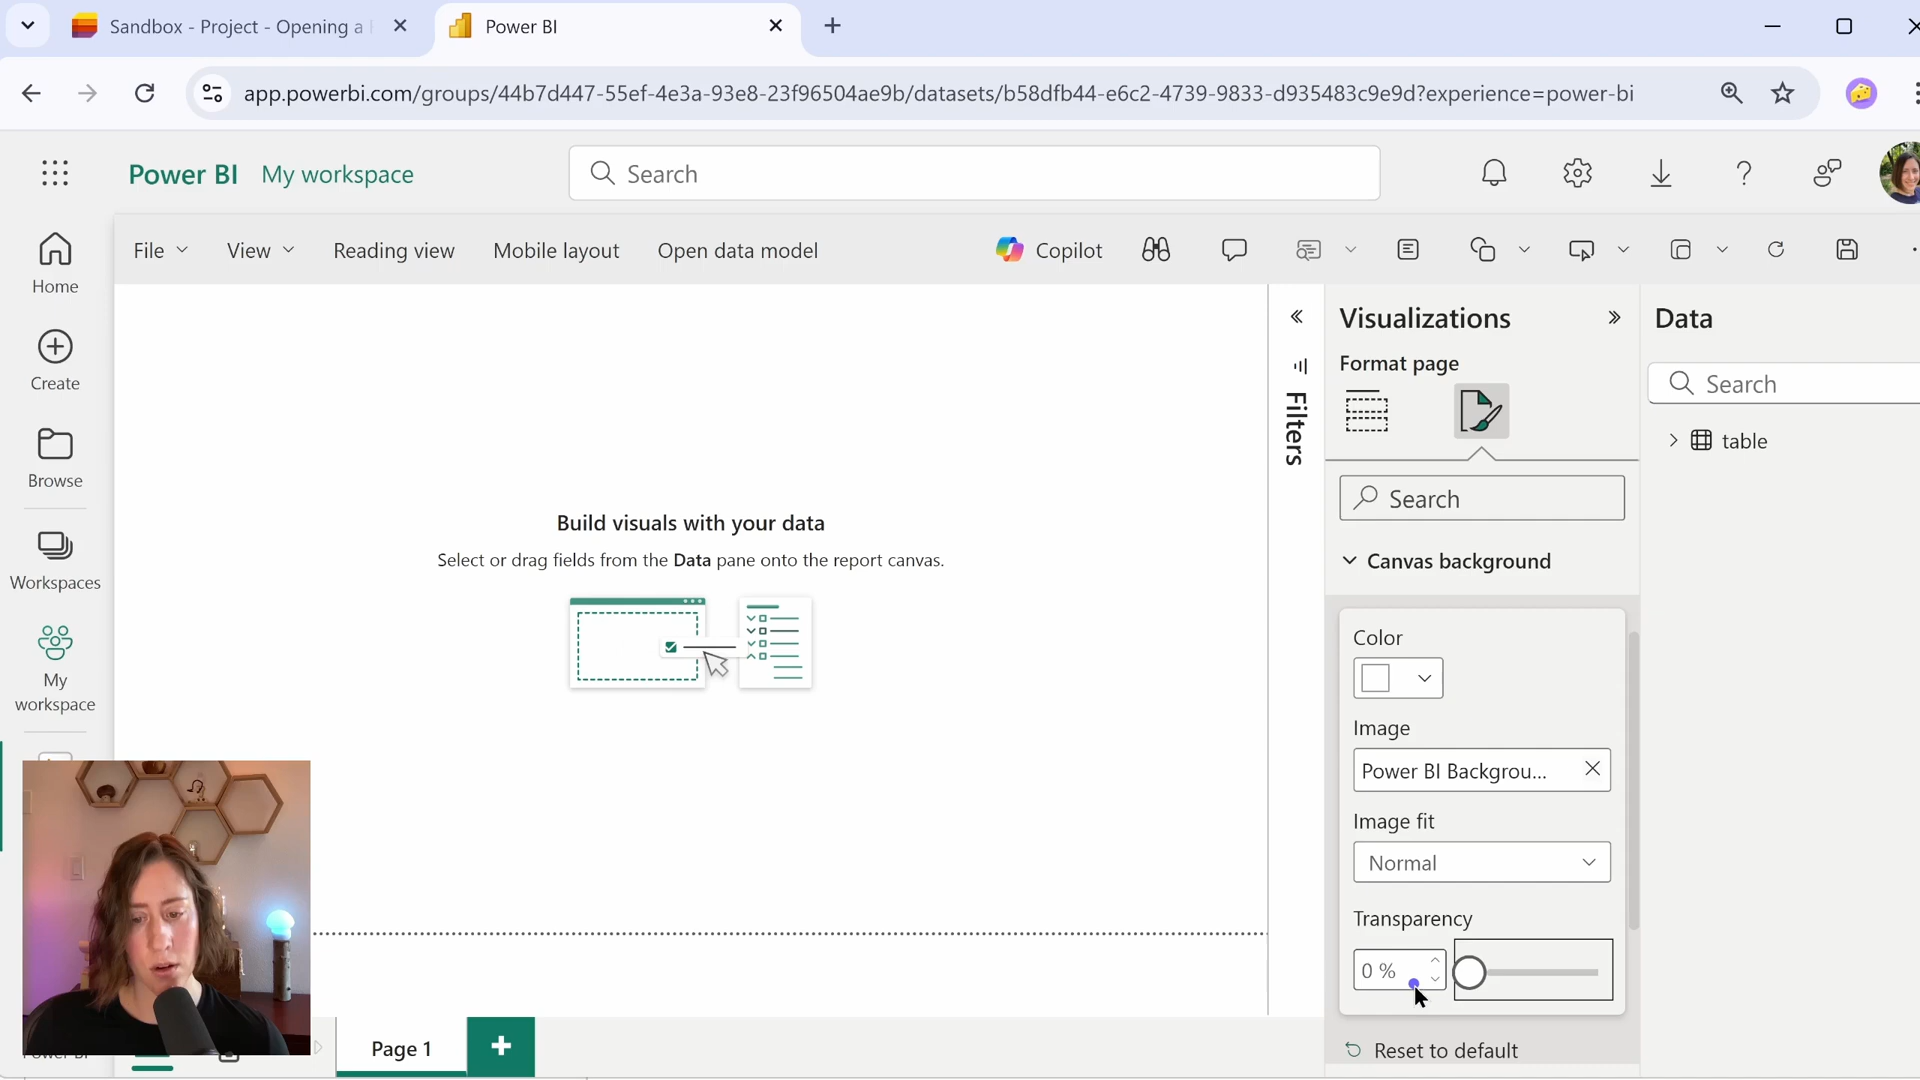 Sandbox - Project - Opening a
Power BI
app.powerbi.com/groups/44b7d447-55ef-4e3a-93e8-23f96504ae9b/datasets/b58dfb44-e6c2-4739-9833-d935483c9e9d?experience=power-bi
Power BI
My workspace
Search
File
View
Reading view
Mobile layout
Open data model
Copilot
Home
Create
Browse
Workspaces
My
workspace
Build visuals with your data
Select or drag fields from the Data pane onto the report canvas.
Filters
Visualizations
Format page
Search
Canvas background
Color
Image
Power BI Backgrou...
Image fit
Normal
Transparency
0 %
Reset to default
Data
Search
table
Page 1